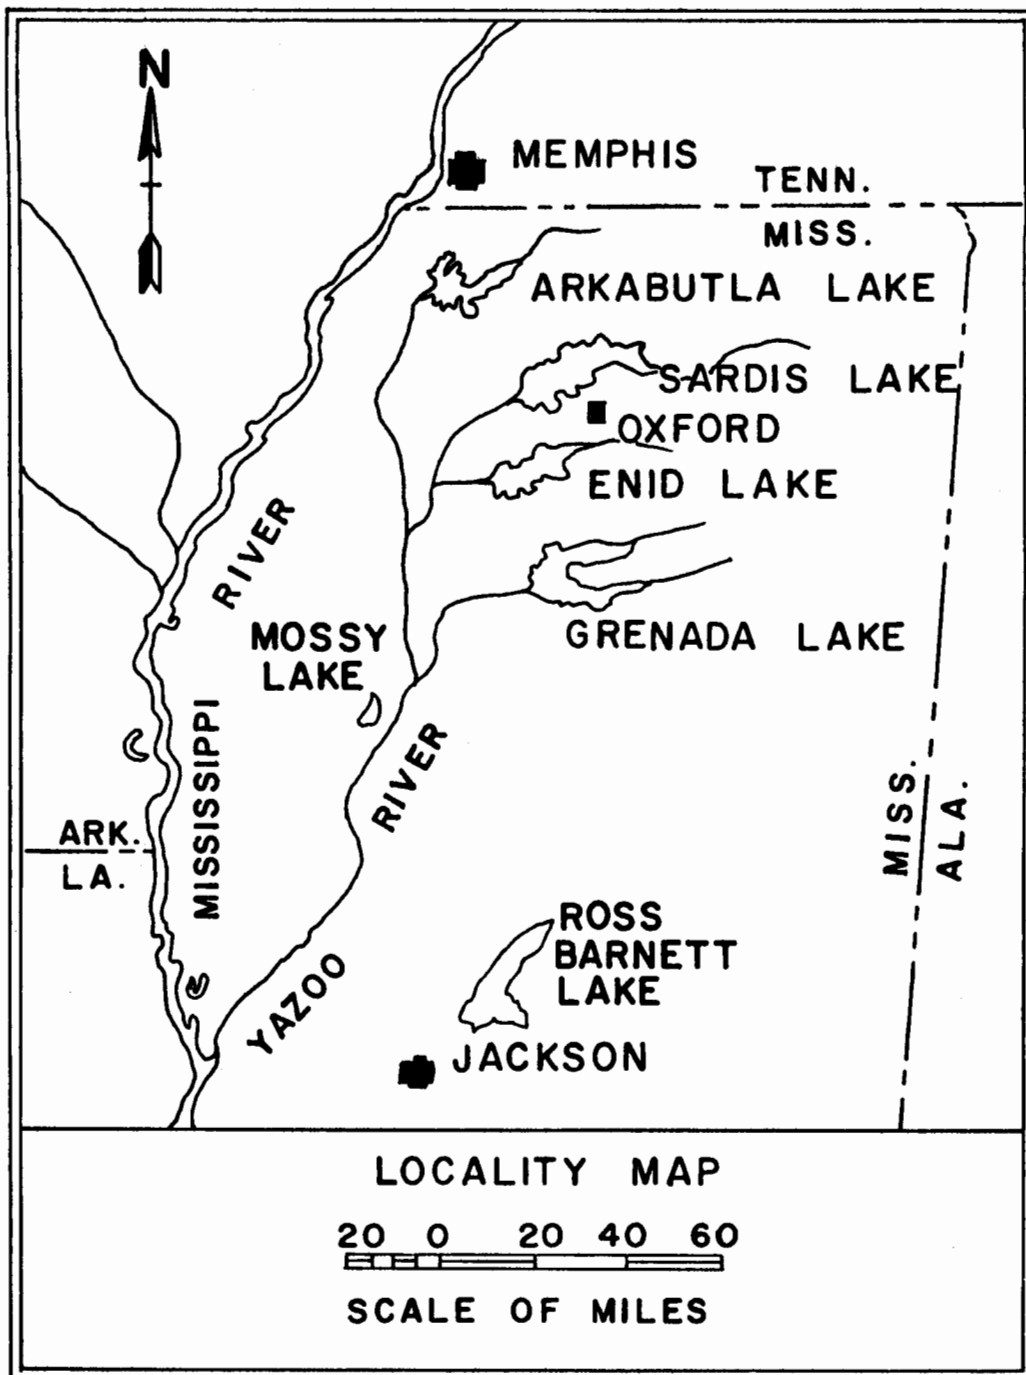 N
MEMPHIS
TENN.
MISS.
ARKABUTLA LAKE
SARDIS LAKE
OXFORD
ENID LAKE
MISSISSIPPI RIVER
MOSSY
LAKE
GRENADA LAKE
YAZOO RIVER
MISS.
ALA.
ARK.
LA.
ROSS
BARNETT
LAKE
JACKSON
LOCALITY MAP
20 0 20 40 60
SCALE OF MILES